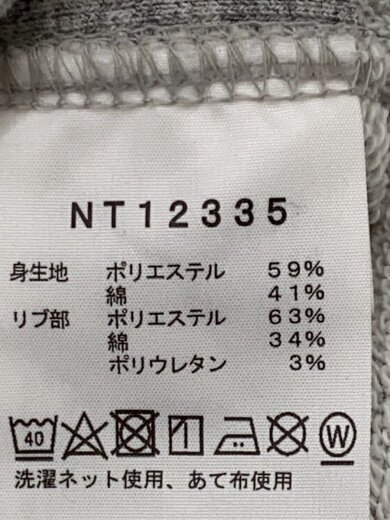 NT12335
身生地 ポリエステル 59%
綿 41%
リブ部 ポリエステル 63%
綿 34%
ポリウレタン 3%
40 W
洗濯ネット使用、あて布使用